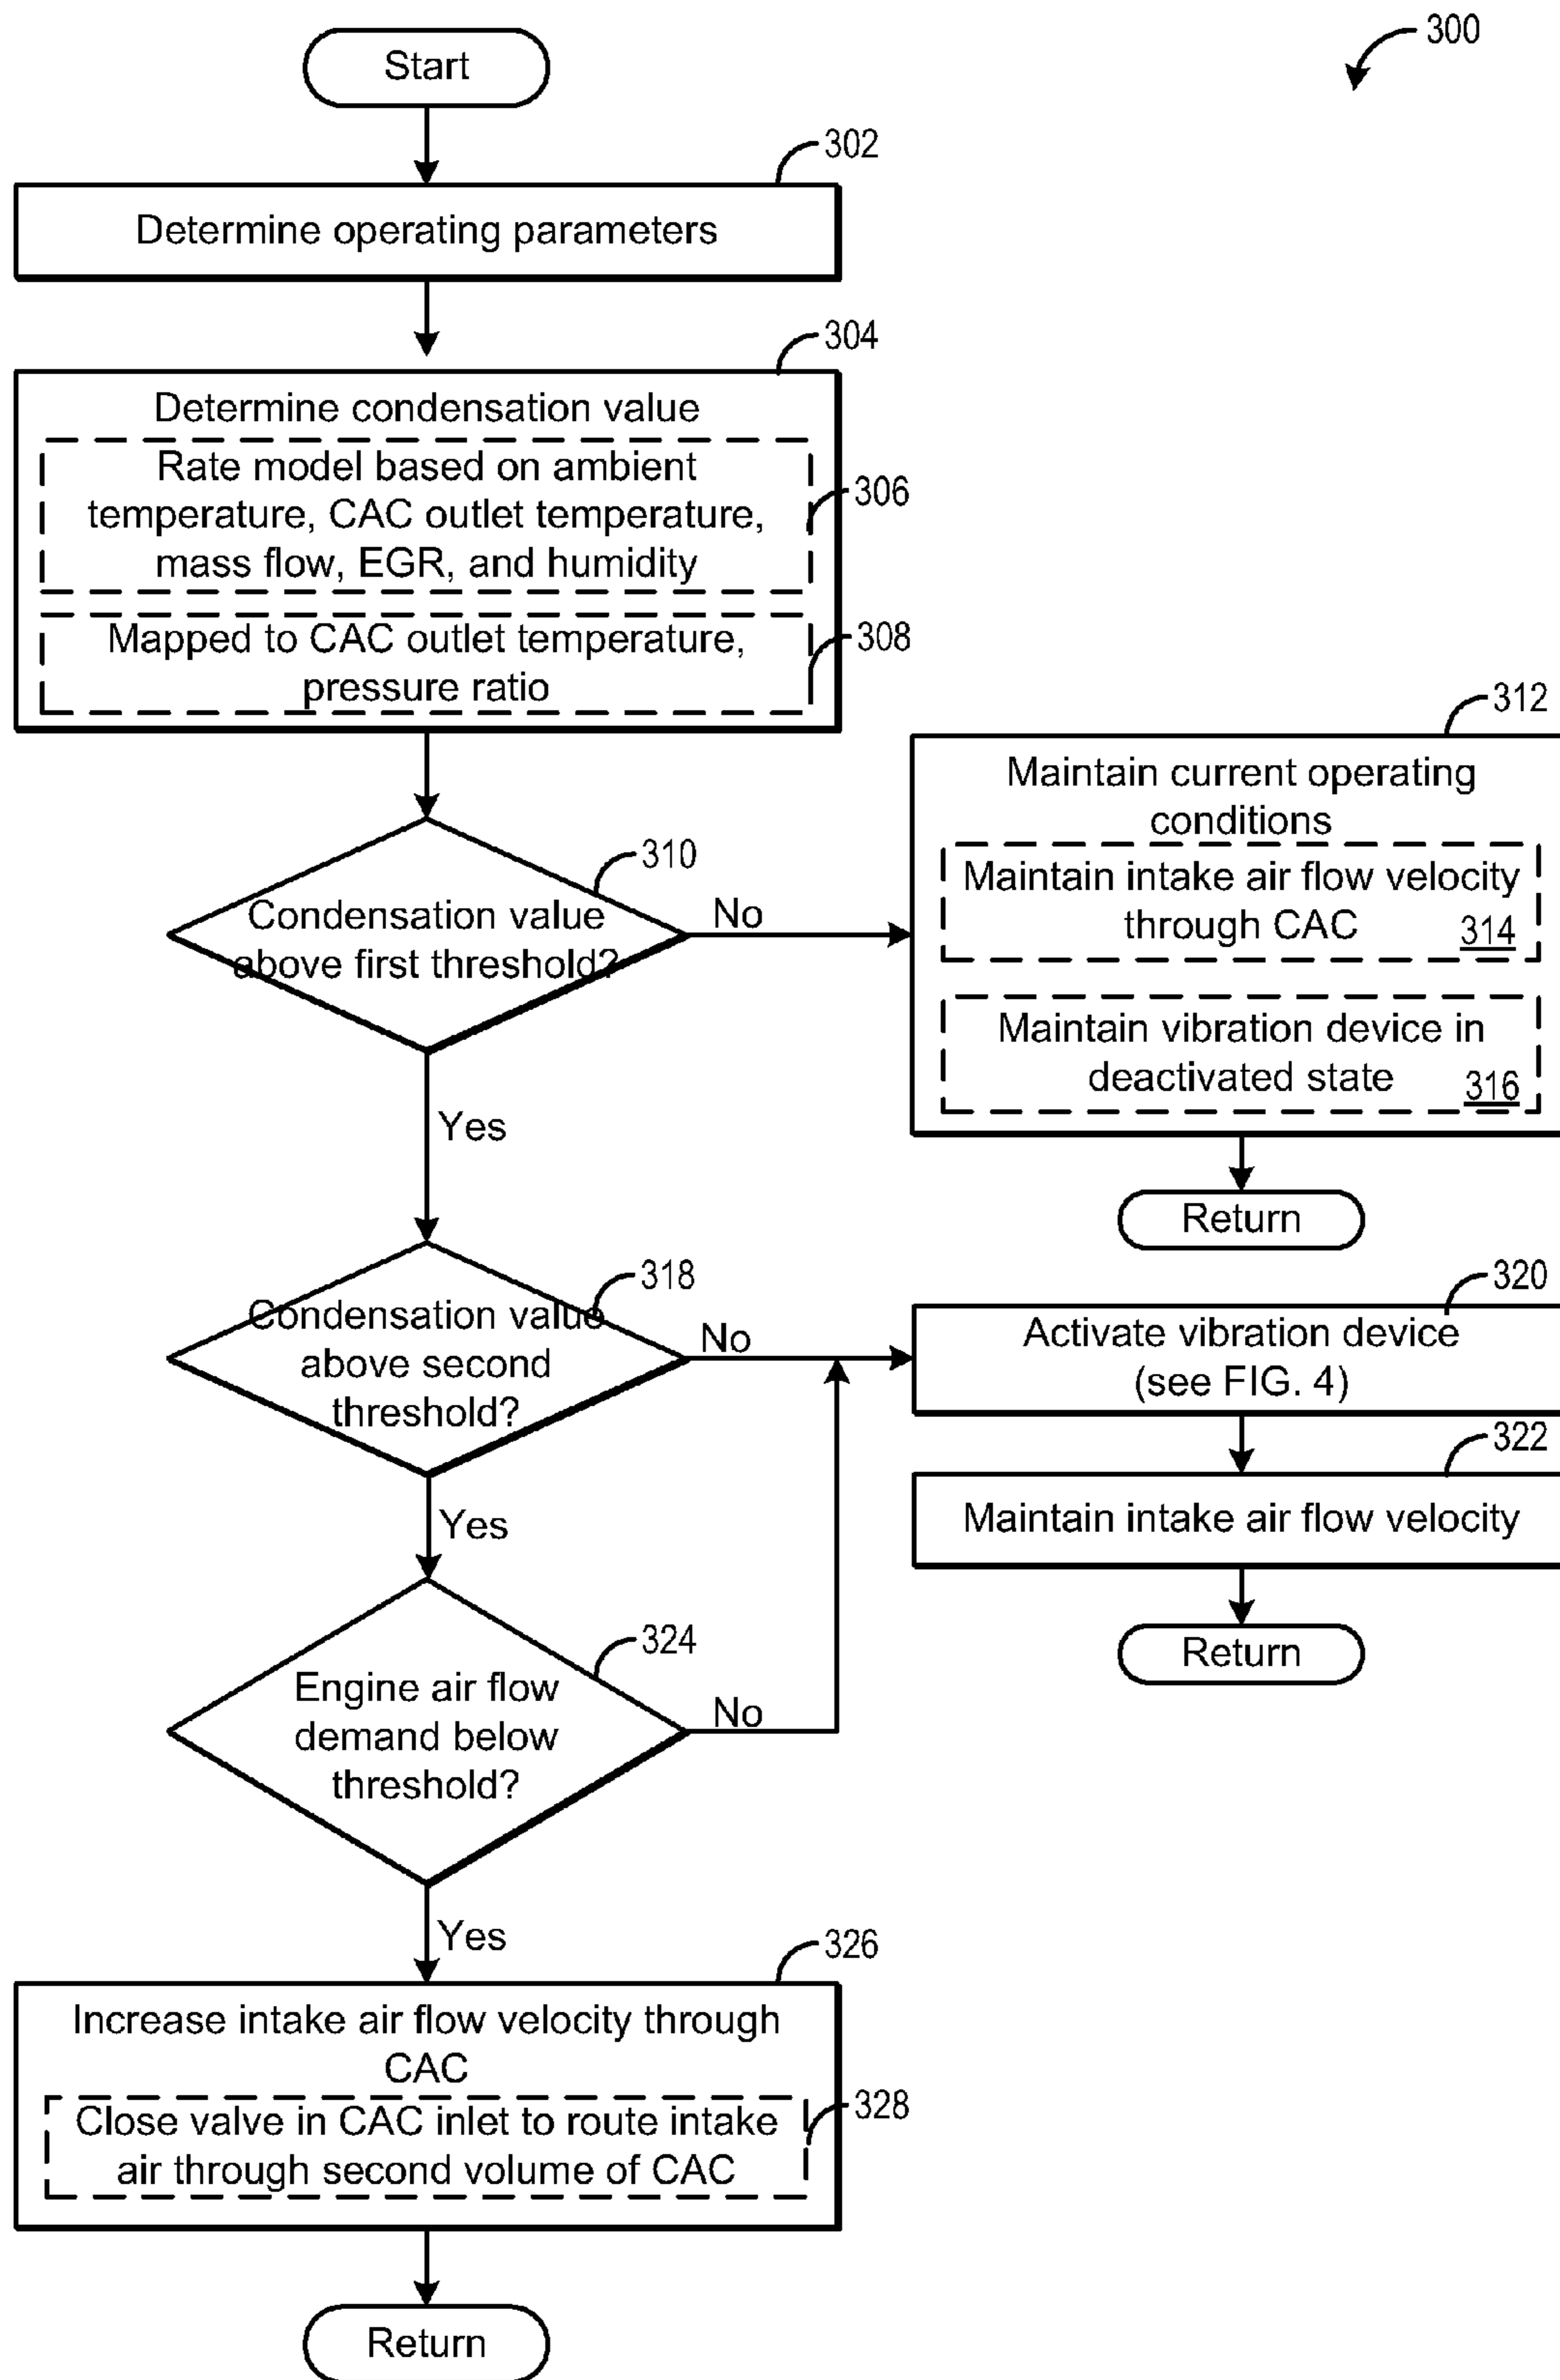 300
Start
302
Determine operating parameters
304
Determine condensation value
Rate model based on ambient
temperature, CAC outlet temperature,
mass flow, EGR, and humidity
306
Mapped to CAC outlet temperature,
pressure ratio
308
310
Condensation value
above first threshold?
No
Yes
312
Maintain current operating
conditions
Maintain intake air flow velocity
through CAC
314
Maintain vibration device in
deactivated state
316
Return
318
Condensation value
above second
threshold?
No
Yes
320
Activate vibration device
(see FIG. 4)
322
Maintain intake air flow velocity
Return
324
Engine air flow
demand below
threshold?
No
Yes
326
Increase intake air flow velocity through
CAC
Close valve in CAC inlet to route intake
air through second volume of CAC
328
Return